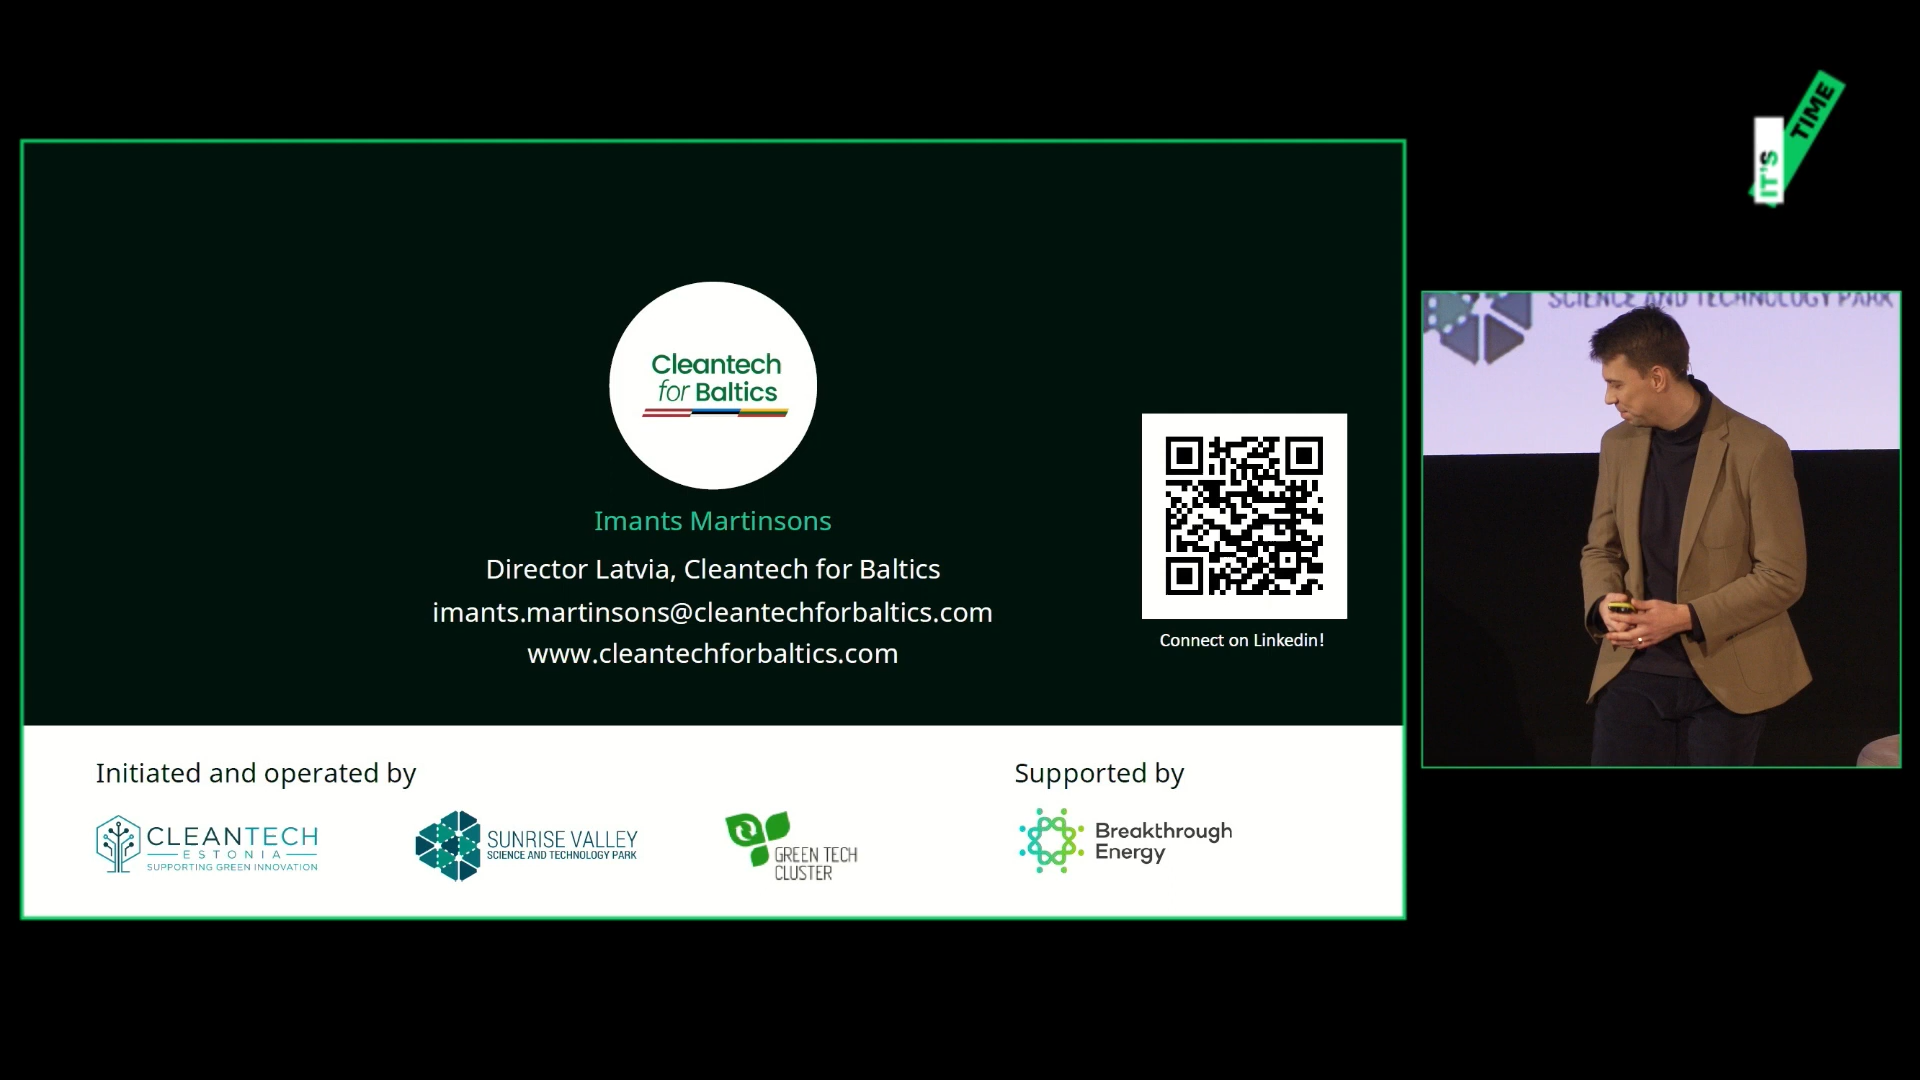 IT'S
TIME
Cleantech
for Baltics
Imants Martinsons
Director Latvia, Cleantech for Baltics
imants.martinsons@cleantechforbaltics.com
www.cleantechforbaltics.com
Connect on Linkedin!
SCIENCE AND TECHNOLOGY PARK
Initiated and operated by
Supported by
CLEANTECH
ESTONIA
SUPPORTING GREEN INNOVATION
SUNRISE VALLEY
SCIENCE AND TECHNOLOGY PARK
GREEN TECH
CLUSTER
Breakthrough
Energy